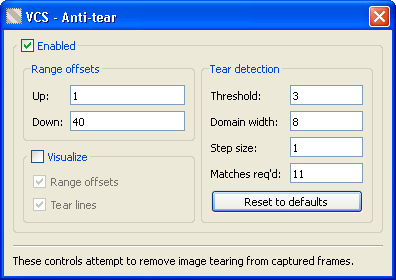 VCS - Anti-tear
Enabled
Range offsets
Up: 1
Down: 40
Visualize
Range offsets
Tear lines
Tear detection
Threshold: 3
Domain width: 8
Step size: 1
Matches req'd: 11
Reset to defaults
These controls attempt to remove image tearing from captured frames.